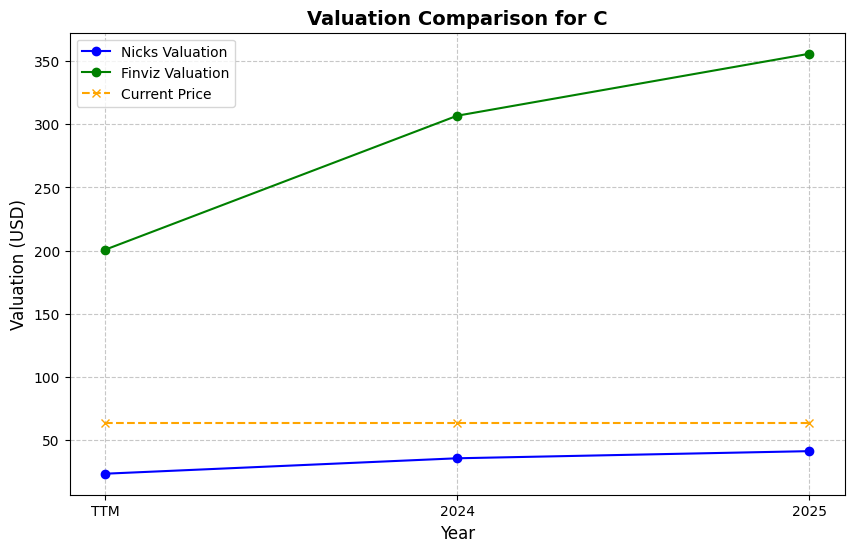 Valuation Comparison for C
Nicks Valuation
Finviz Valuation
Current Price
Valuation (USD)
350
300
250
200
150
100
50
TTM
2024
2025
Year